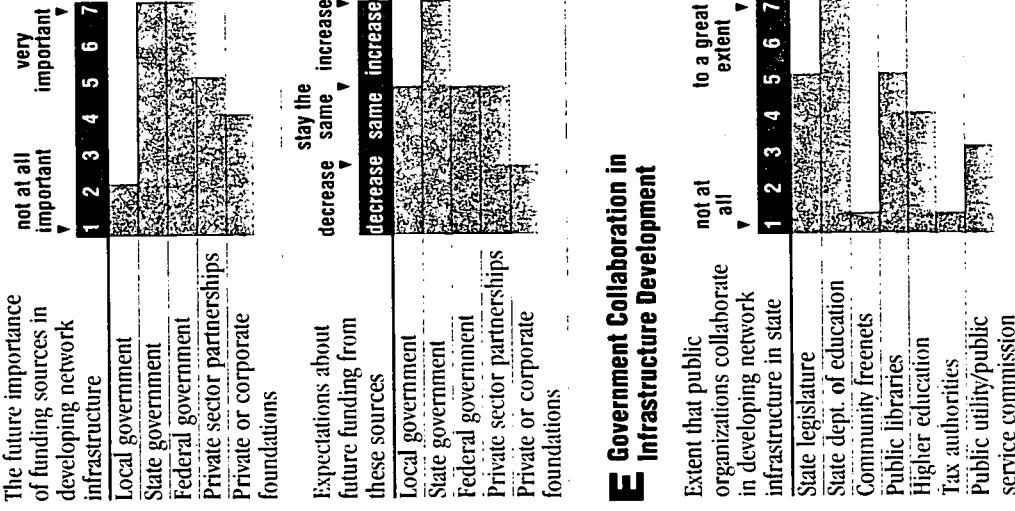 The future importance
of funding sources in
developing network
infrastructure
not at all
important
very
important
1 2 3 4 5 6 7
Local government
State government
Federal government
Private sector partnerships
Private or corporate
foundations
Expectations about
future funding from
these sources
decrease
stay the
same
increase
decrease same increase
Local government
State government
Federal government
Private sector partnerships
Private or corporate
foundations
E Government Collaboration in
Infrastructure Development
Extent that public
organizations collaborate
in developing network
infrastructure in state
not at
all
to a great
extent
1 2 3 4 5 6 7
State legislature
State dept. of education
Community freenets
Public libraries
Higher education
Tax authorities
Public utility/public
service commission